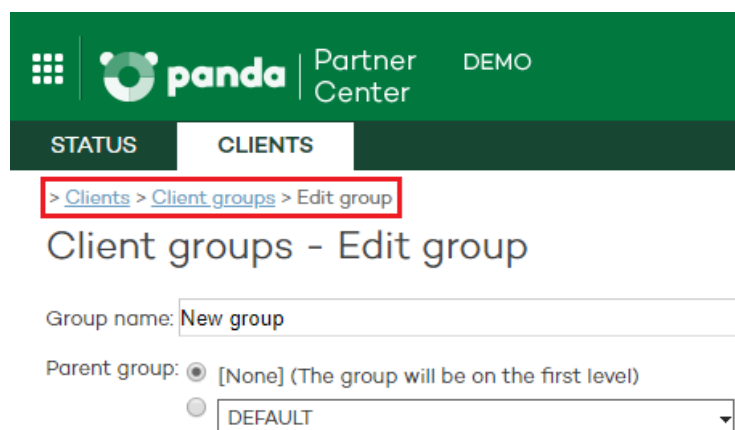 panda Partner Center DEMO
STATUS CLIENTS
> Clients > Client groups > Edit group
Client groups - Edit group
Group name: New group
Parent group: [None] (The group will be on the first level)
DEFAULT